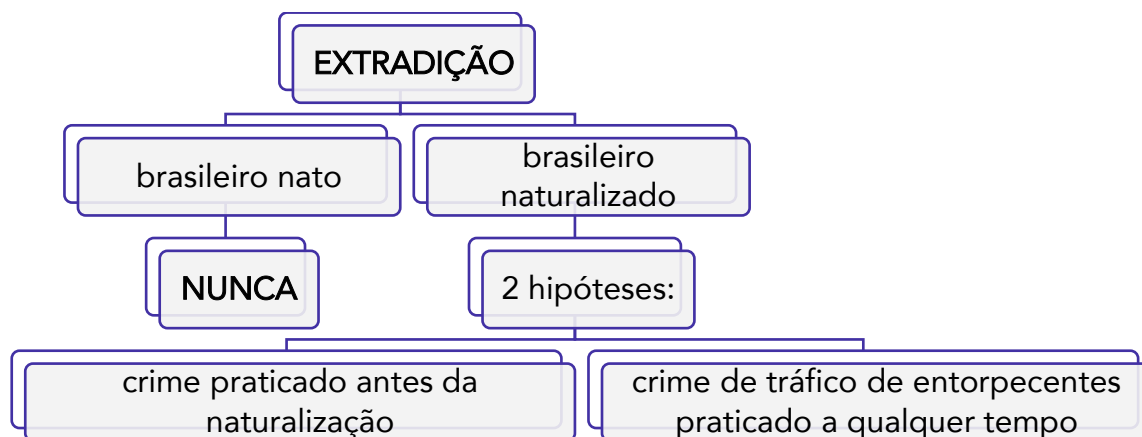 EXTRADIÇÃO
brasileiro nato
brasileiro
naturalizado
NUNCA
2 hipóteses:
crime praticado antes da
naturalização
crime de tráfico de entorpecentes
praticado a qualquer tempo